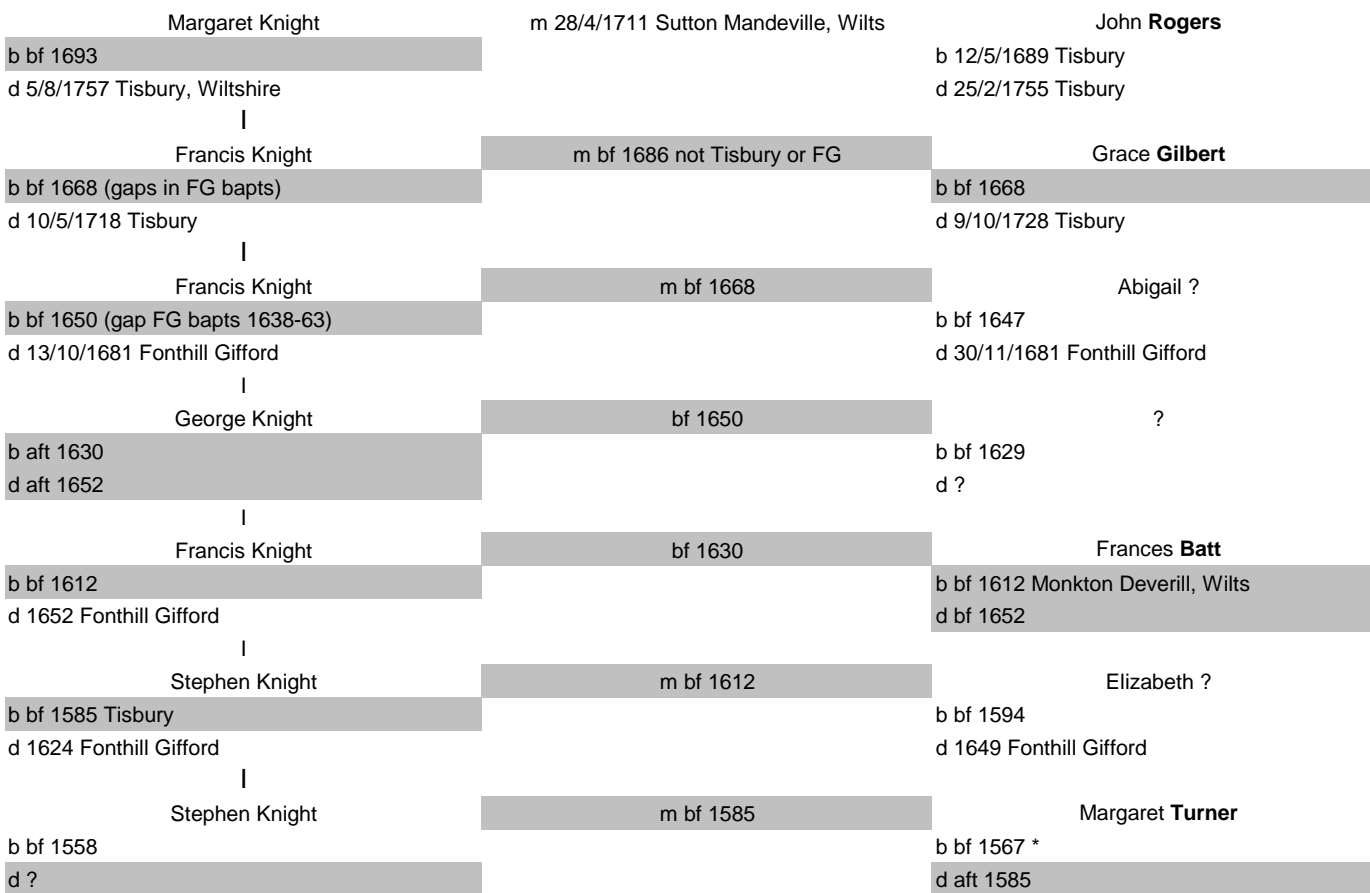 Margaret Knight m 28/4/1711 Sutton Mandeville, Wilts John Rogers
b bf 1693 b 12/5/1689 Tisbury
d 5/8/1757 Tisbury, Wiltshire d 25/2/1755 Tisbury
|
Francis Knight m bf 1686 not Tisbury or FG Grace Gilbert
b bf 1668 (gaps in FG bapts) b bf 1668
d 10/5/1718 Tisbury d 9/10/1728 Tisbury
|
Francis Knight m bf 1668 Abigail ?
b bf 1650 (gap FG bapts 1638-63) b bf 1647
d 13/10/1681 Fonthill Gifford d 30/11/1681 Fonthill Gifford
|
George Knight bf 1650 ?
b aft 1630 b bf 1629
d aft 1652 d ?
|
Francis Knight bf 1630 Frances Batt
b bf 1612 b bf 1612 Monkton Deverill, Wilts
d 1652 Fonthill Gifford d bf 1652
|
Stephen Knight m bf 1612 Elizabeth ?
b bf 1585 Tisbury b bf 1594
d 1624 Fonthill Gifford d 1649 Fonthill Gifford
|
Stephen Knight m bf 1585 Margaret Turner
b bf 1558 b bf 1567 *
d ? d aft 1585